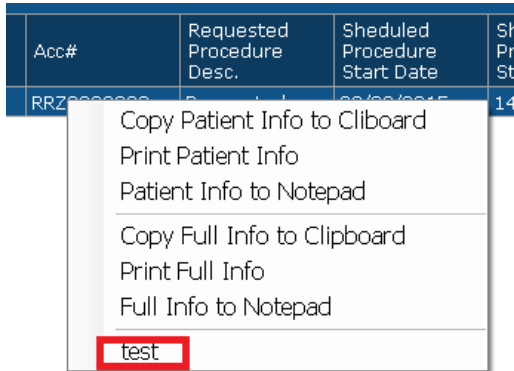 Acc#
Requested
Procedure
Desc.
Sheduled
Procedure
Start Date
Copy Patient Info to Cliboard
Print Patient Info
Patient Info to Notepad
Copy Full Info to Clipboard
Print Full Info
Full Info to Notepad
test